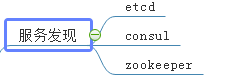 etcd
服务发现
consul
zookeeper